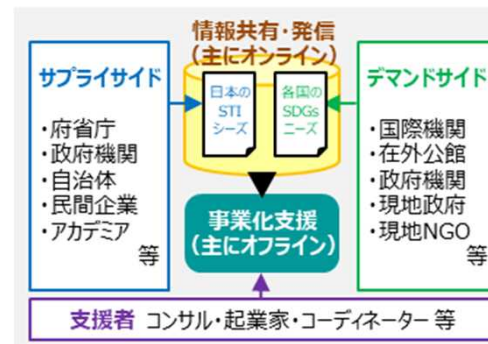 情報共有・発信
(主にオンライン)
サプライサイド
・府省庁
・政府機関
・自治体
・民間企業
・アカデミア
等
日本の
STI
シーズ
各国の
SDGs
ニーズ
デマンドサイド
・国際機関
・在外公館
・政府機関
・現地政府
・現地NGO
等
事業化支援
(主にオフライン)
支援者 コンサル・起業家・コーディネーター 等